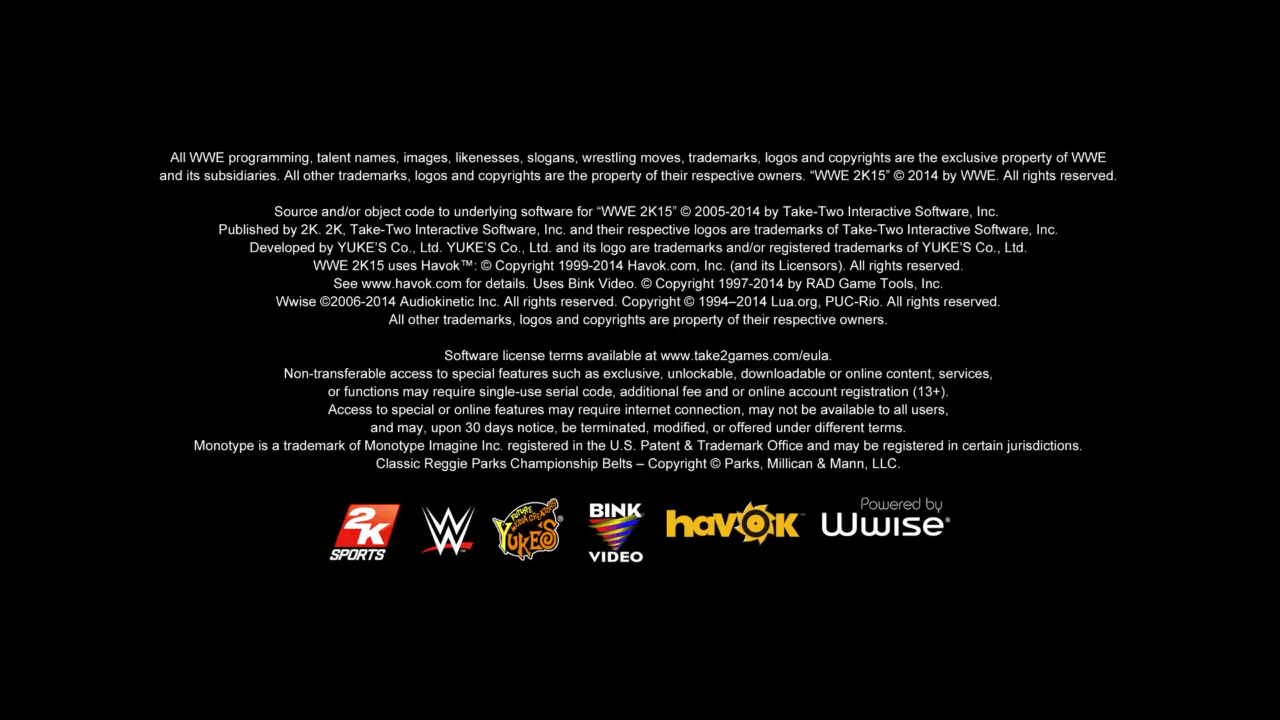 All WWE programming, talent names, images, likenesses, slogans, wrestling moves, trademarks, logos and copyrights are the exclusive property of WWE
and its subsidiaries. All other trademarks, logos and copyrights are the property of their respective owners. “WWE 2K15” © 2014 by WWE. All rights reserved.
Source and/or object code to underlying software for “WWE 2K15” © 2005-2014 by Take-Two Interactive Software, Inc.
Published by 2K. 2K, Take-Two Interactive Software, Inc. and their respective logos are trademarks of Take-Two Interactive Software, Inc.
Developed by YUKE’S Co., Ltd. YUKE’S Co., Ltd. and its logo are trademarks and/or registered trademarks of YUKE’S Co., Ltd.
WWE 2K15 uses Havok™: © Copyright 1999-2014 Havok.com, Inc. (and its Licensors). All rights reserved.
See www.havok.com for details. Uses Bink Video. © Copyright 1997-2014 by RAD Game Tools, Inc.
Wwise ©2006-2014 Audiokinetic Inc. All rights reserved. Copyright © 1994–2014 Lua.org, PUC-Rio. All rights reserved.
All other trademarks, logos and copyrights are property of their respective owners.
Software license terms available at www.take2games.com/eula.
Non-transferable access to special features such as exclusive, unlockable, downloadable or online content, services,
or functions may require single-use serial code, additional fee and or online account registration (13+).
Access to special or online features may require internet connection, may not be available to all users,
and may, upon 30 days notice, be terminated, modified, or offered under different terms.
Monotype is a trademark of Monotype Imagine Inc. registered in the U.S. Patent & Trademark Office and may be registered in certain jurisdictions.
Classic Reggie Parks Championship Belts – Copyright © Parks, Millican & Mann, LLC.
2K
SPORTS
W
FUTURE
MEDIA CREATOR
YUKE'S®
BINK
VIDEO
havok™
Powered by
Wwise®